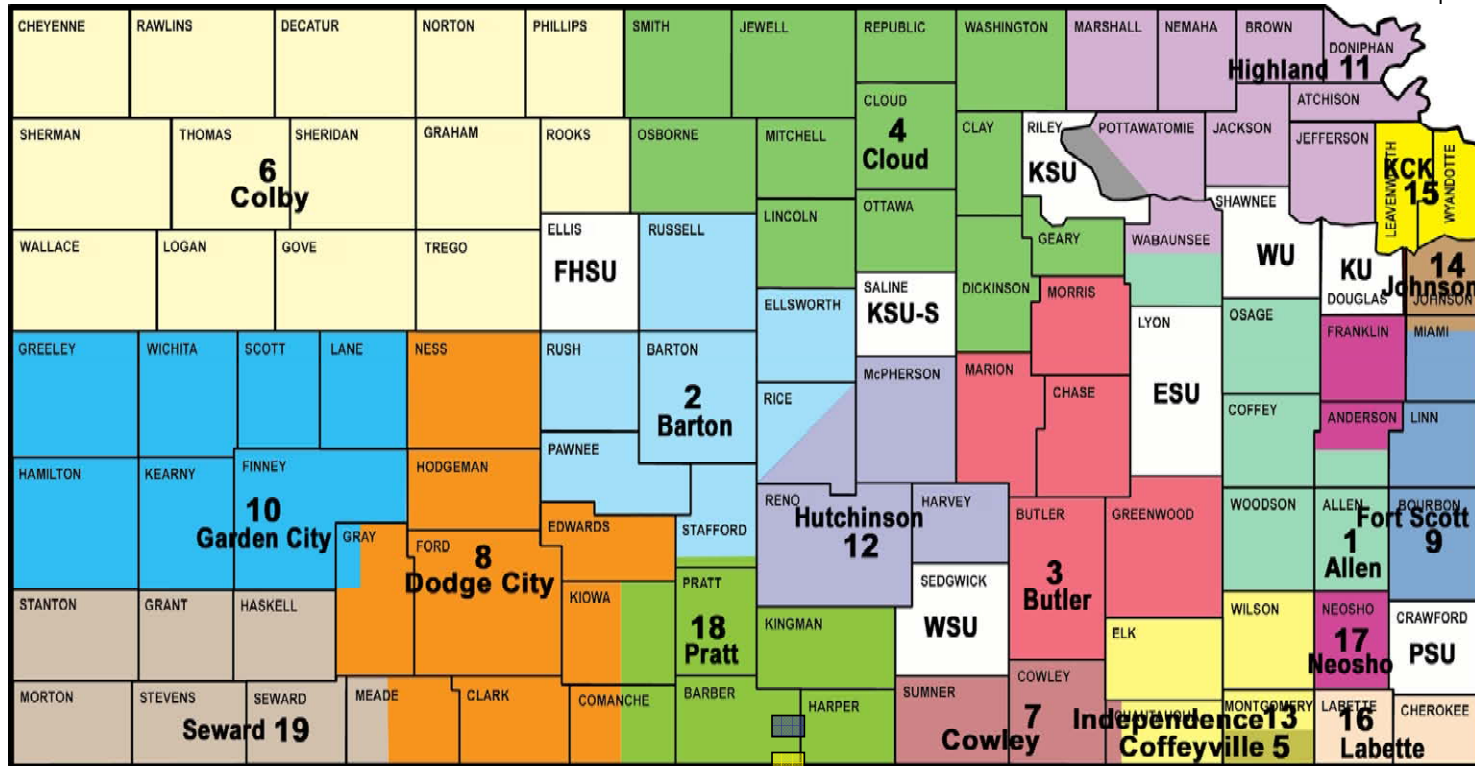 CHEYENNE
RAWLINS
DECATUR
NORTON
PHILLIPS
SMITH
JEWELL
REPUBLIC
WASHINGTON
MARSHALL
NEMAHA
BROWN
DONIPHAN
Highland 11
ATCHISON
SHERMAN
THOMAS
SHERIDAN
GRAHAM
ROOKS
OSBORNE
MITCHELL
CLOUD
4
Cloud
CLAY
RILEY
KSU
POTTAWATOMIE
JACKSON
JEFFERSON
LEAVENWORTH
KCK
15
WYANDOTTE
6
Colby
WALLACE
LOGAN
GOVE
TREGO
ELLIS
FHSU
RUSSELL
LINCOLN
OTTAWA
GEARY
WABAUNSEE
SHAWNEE
WU
KU
DOUGLAS
14
Johnson
JOHNSON
ELLSWORTH
SALINE
KSU-S
DICKINSON
MORRIS
LYON
ESU
OSAGE
FRANKLIN
MIAMI
GREELEY
WICHITA
SCOTT
LANE
NESS
RUSH
BARTON
2
Barton
RICE
McPHERSON
MARION
CHASE
COFFEY
ANDERSON
LINN
HAMILTON
KEARNY
FINNEY
10
Garden City
HODGEMAN
PAWNEE
STAFFORD
RENO
Hutchinson
12
HARVEY
BUTLER
3
Butler
GREENWOOD
WOODSON
ALLEN
1
Allen
BOURBON
Fort Scott
9
GRAY
FORD
8
Dodge City
EDWARDS
KIOWA
PRATT
18
Pratt
KINGMAN
SEDGWICK
WSU
ELK
WILSON
NEOSHO
17
Neosho
CRAWFORD
PSU
STANTON
GRANT
HASKELL
MORTON
STEVENS
SEWARD
Seward 19
MEADE
CLARK
COMANCHE
BARBER
HARPER
SUMNER
COWLEY
7
Cowley
CHAUTAUQUA
MONTGOMERY
Independence 13
Coffeyville 5
LABETTE
16
Labette
CHEROKEE